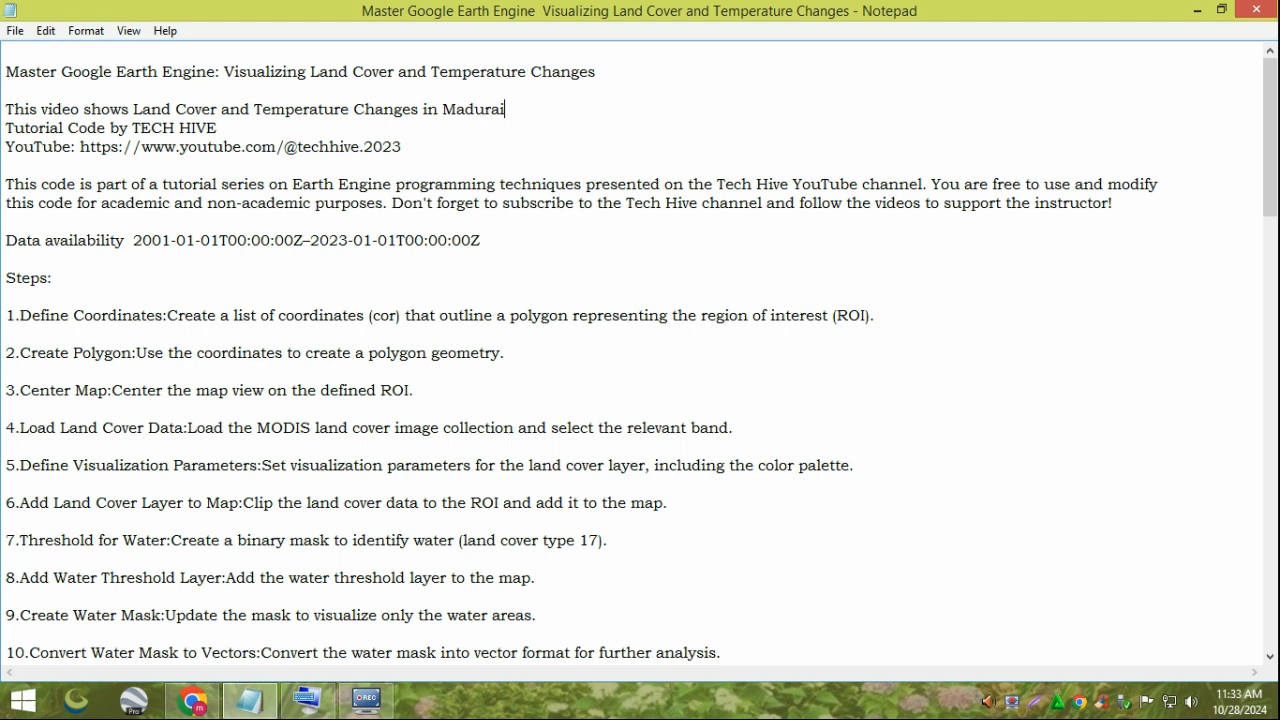 Master Google Earth Engine  Visualizing Land Cover and Temperature Changes - Notepad
File Edit Format View Help
Master Google Earth Engine: Visualizing Land Cover and Temperature Changes
This video shows Land Cover and Temperature Changes in Madurai
Tutorial Code by TECH HIVE
YouTube: https://www.youtube.com/@techhive.2023
This code is part of a tutorial series on Earth Engine programming techniques presented on the Tech Hive YouTube channel. You are free to use and modify
this code for academic and non-academic purposes. Don't forget to subscribe to the Tech Hive channel and follow the videos to support the instructor!
Data availability  2001-01-01T00:00:00Z–2023-01-01T00:00:00Z
Steps:
1.Define Coordinates:Create a list of coordinates (cor) that outline a polygon representing the region of interest (ROI).
2.Create Polygon:Use the coordinates to create a polygon geometry.
3.Center Map:Center the map view on the defined ROI.
4.Load Land Cover Data:Load the MODIS land cover image collection and select the relevant band.
5.Define Visualization Parameters:Set visualization parameters for the land cover layer, including the color palette.
6.Add Land Cover Layer to Map:Clip the land cover data to the ROI and add it to the map.
7.Threshold for Water:Create a binary mask to identify water (land cover type 17).
8.Add Water Threshold Layer:Add the water threshold layer to the map.
9.Create Water Mask:Update the mask to visualize only the water areas.
10.Convert Water Mask to Vectors:Convert the water mask into vector format for further analysis.
Pro
m
REC
11:33 AM
10/28/2024